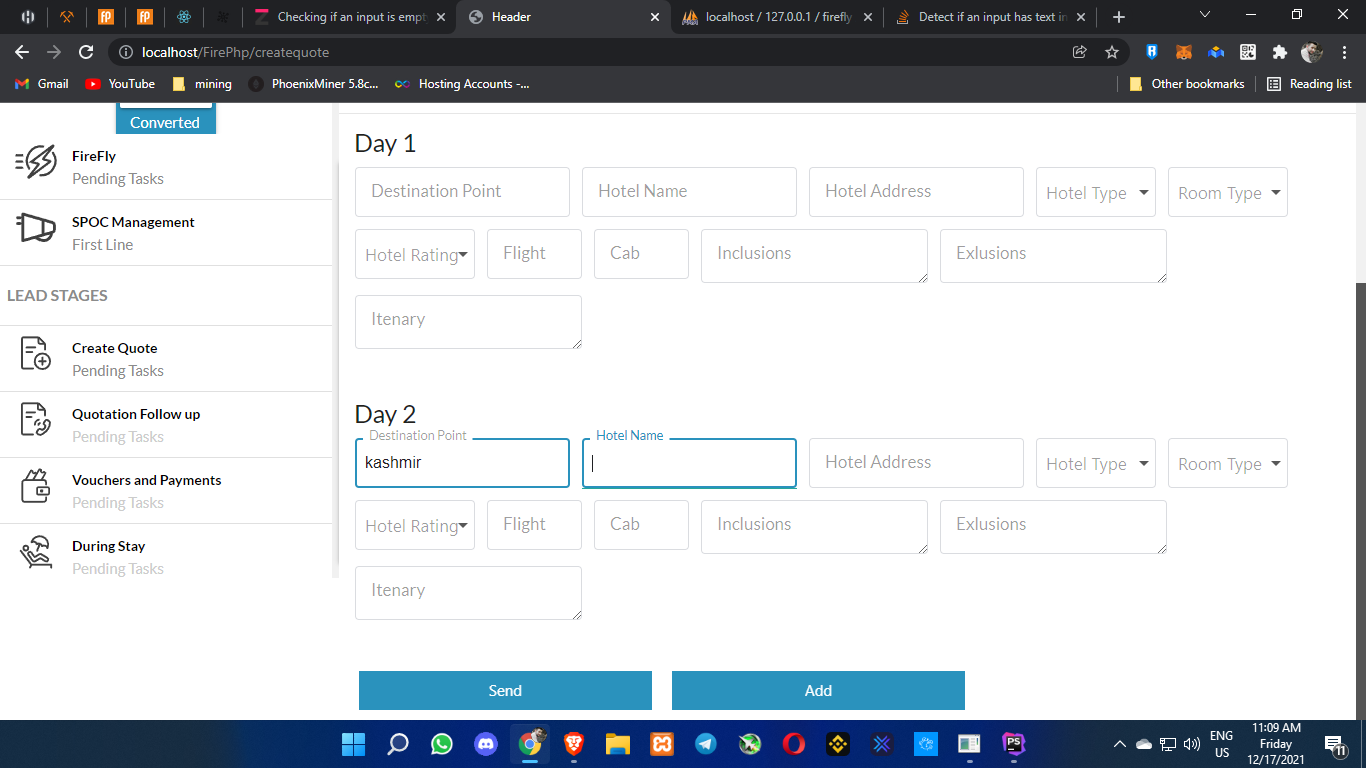 Checking if an input is empt
Header
localhost / 127.0.0.1 / firefly
Detect if an input has text in
localhost/FirePhp/createquote
Gmail
YouTube
mining
PhoenixMiner 5.8c...
Hosting Accounts -...
Other bookmarks
Reading list
Converted
FireFly
Pending Tasks
SPOC Management
First Line
LEAD STAGES
Create Quote
Pending Tasks
Quotation Follow up
Pending Tasks
Vouchers and Payments
Pending Tasks
During Stay
Pending Tasks
Day 1
Destination Point
Hotel Name
Hotel Address
Hotel Type
Room Type
Hotel Rating
Flight
Cab
Inclusions
Exlusions
Itenary
Day 2
Destination Point
kashmir
Hotel Name
Hotel Address
Hotel Type
Room Type
Hotel Rating
Flight
Cab
Inclusions
Exlusions
Itenary
Send
Add
ENG
US
11:09 AM
Friday
12/17/2021
11